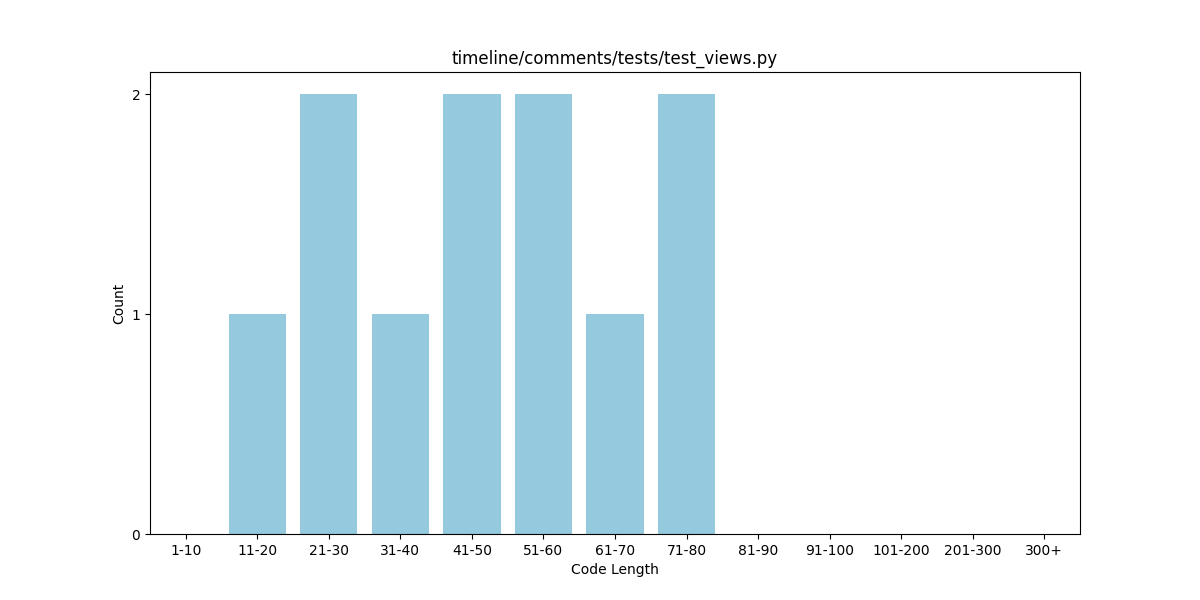 timeline/comments/tests/test_views.py
Count
2
1
0
1-10 11-20 21-30 31-40 41-50 51-60 61-70 71-80 81-90 91-100 101-200 201-300 300+
Code Length